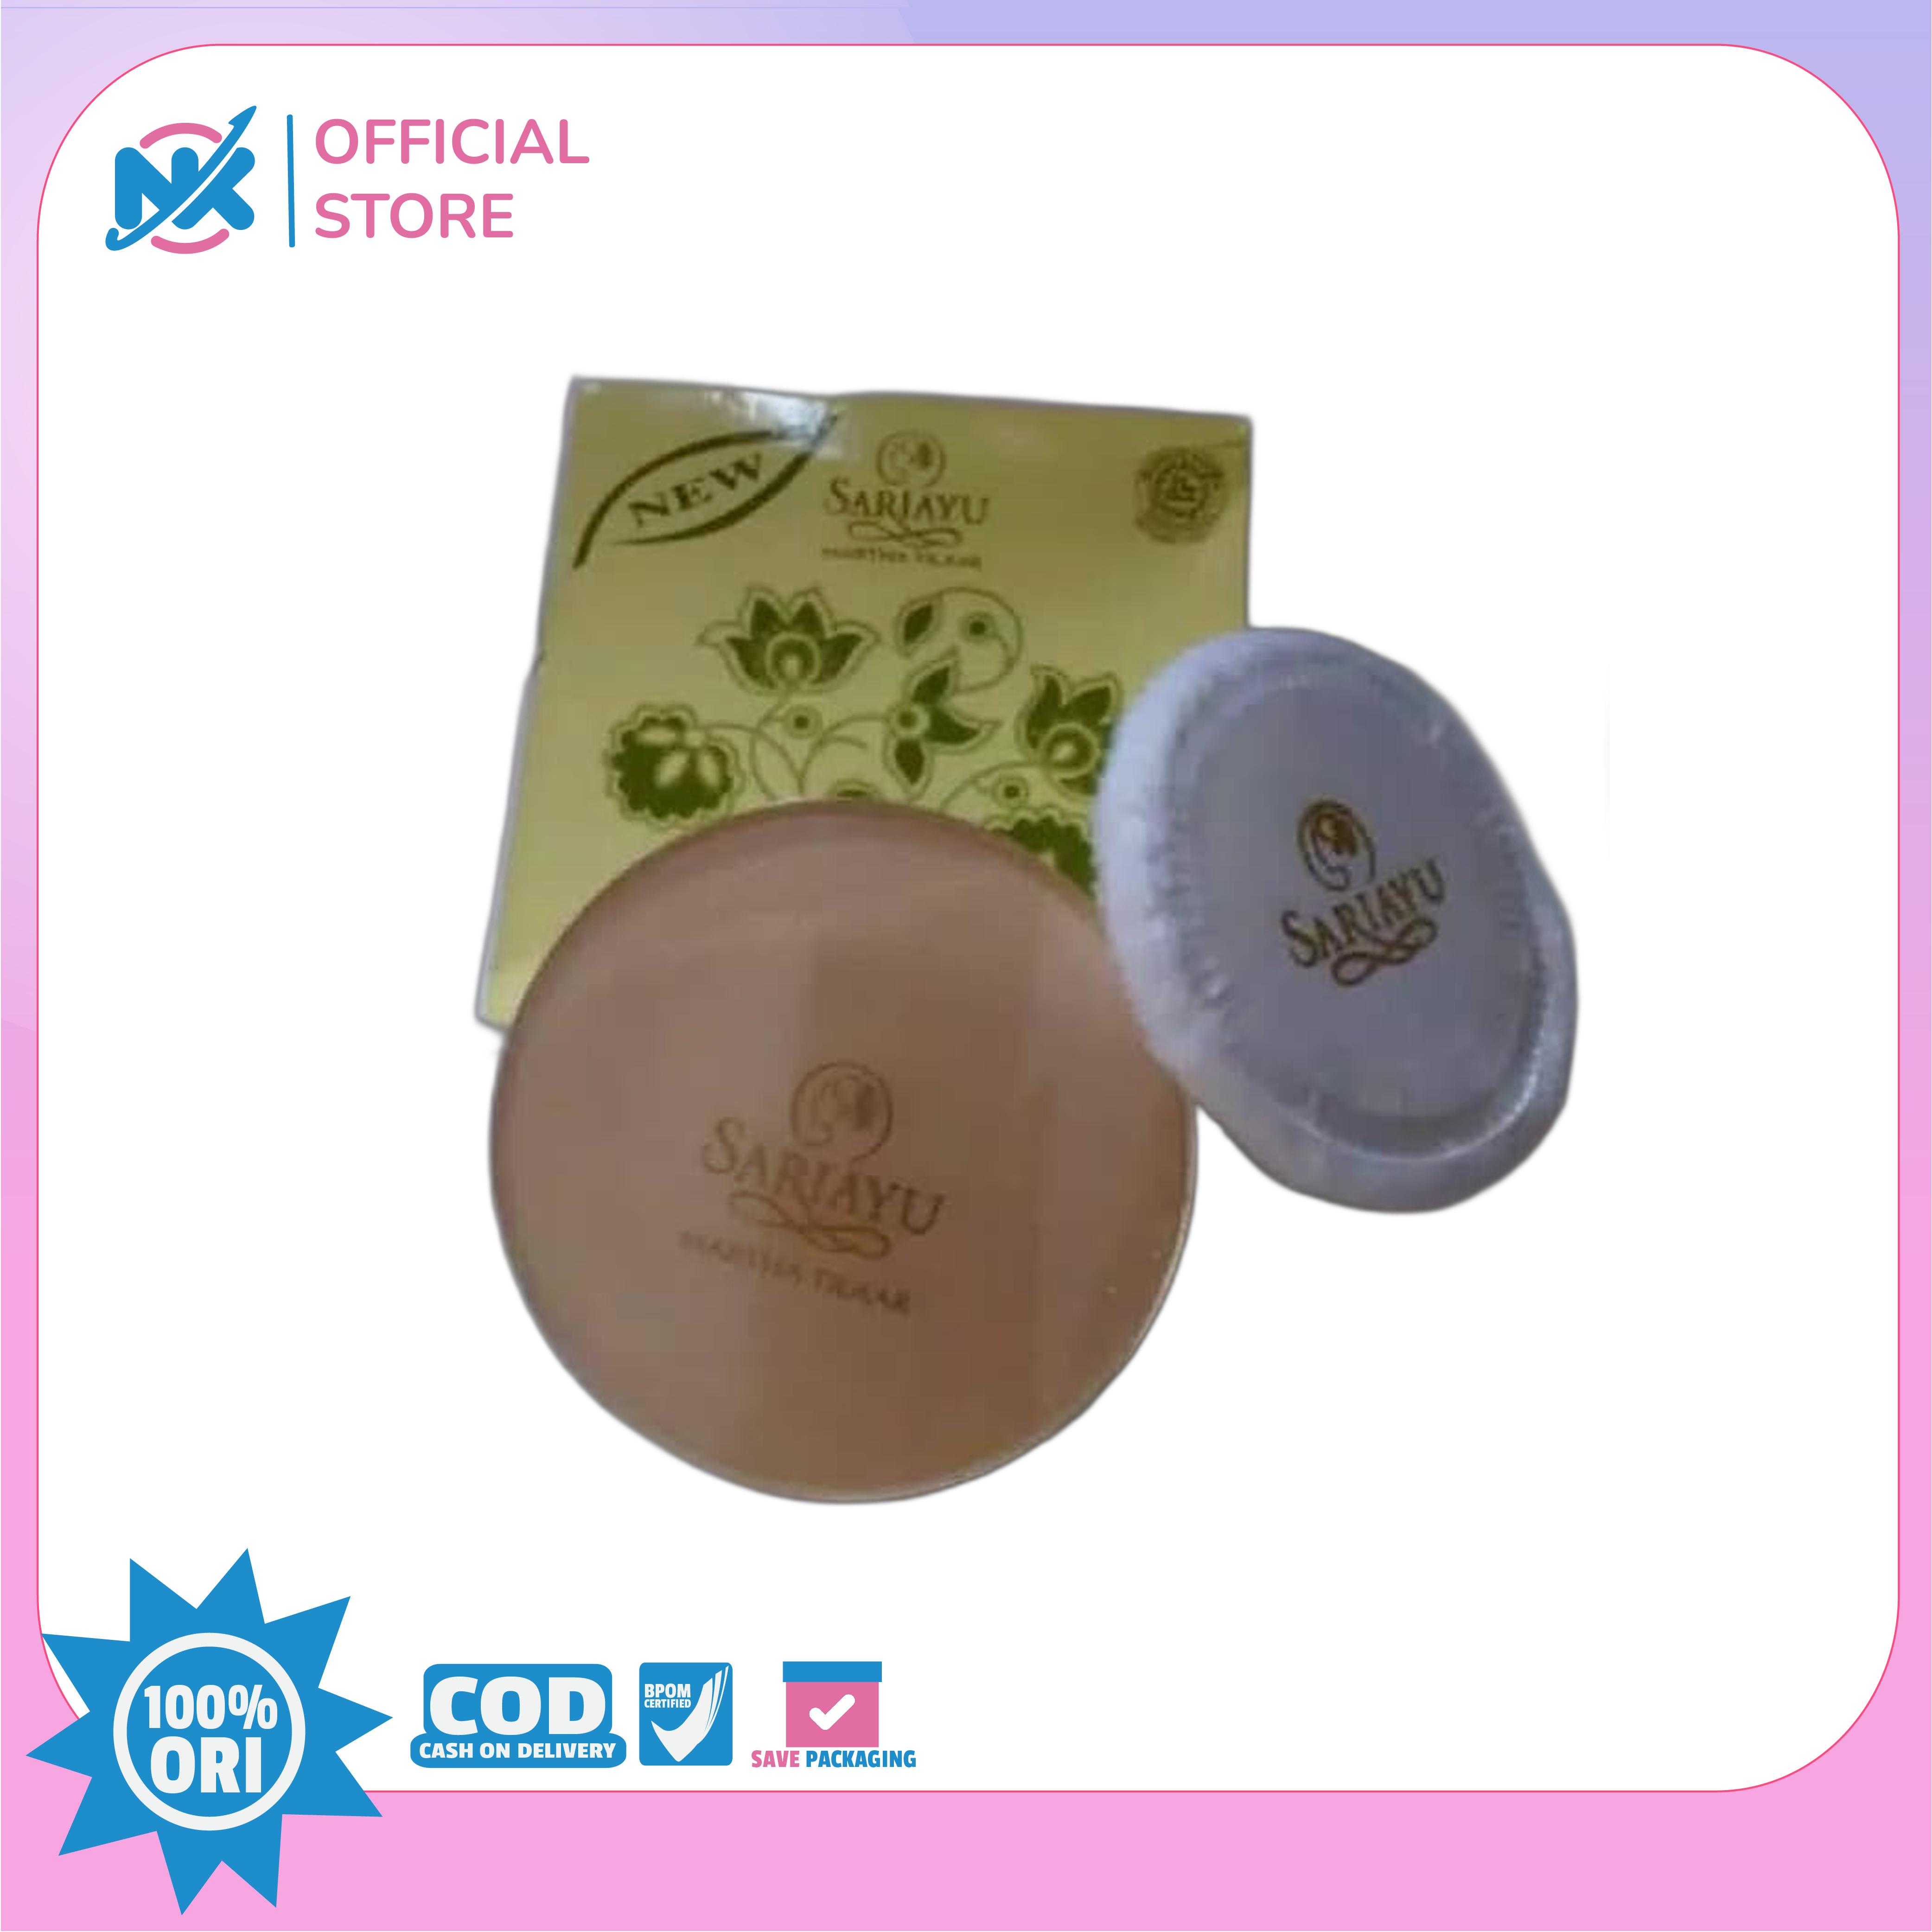 NK
OFFICIAL
STORE
NEW
SARIAYU
MARTHA TILAAR
SARIAYU
SARIAYU
MARTHA TILAAR
100%
ORI
COD
CASH ON DELIVERY
BPOM
CERTIFIED
SAVE PACKAGING